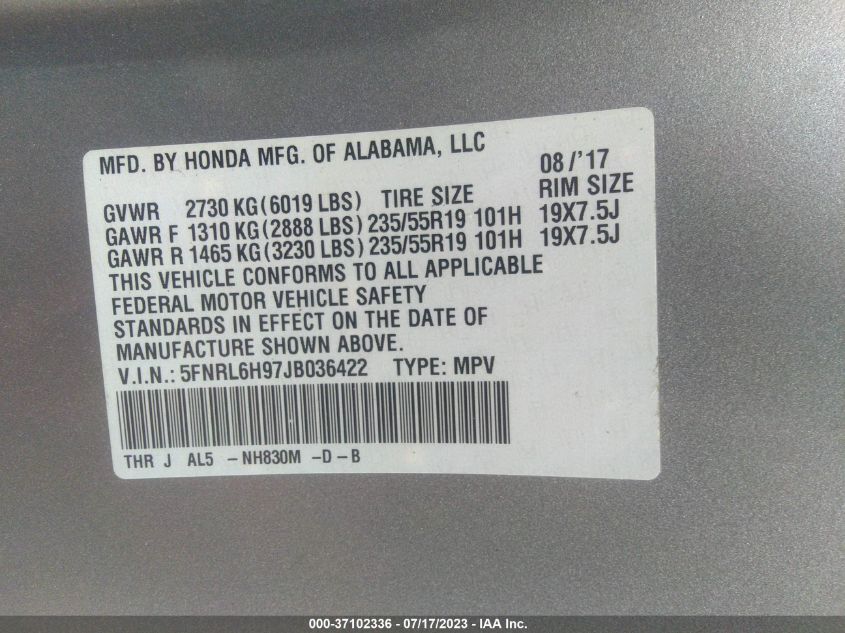 MFD. BY HONDA MFG. OF ALABAMA, LLC 08/'17
GVWR 2730 KG(6019 LBS) TIRE SIZE RIM SIZE
GAWR F 1310 KG(2888 LBS) 235/55R19 101H 19X7.5J
GAWR R 1465 KG(3230 LBS) 235/55R19 101H 19X7.5J
THIS VEHICLE CONFORMS TO ALL APPLICABLE
FEDERAL MOTOR VEHICLE SAFETY
STANDARDS IN EFFECT ON THE DATE OF
MANUFACTURE SHOWN ABOVE.
V.I.N.: 5FNRL6H97JB036422 TYPE: MPV
THR J AL5 -NH830M -D-B
000-37102336 - 07/17/2023 - IAA Inc.